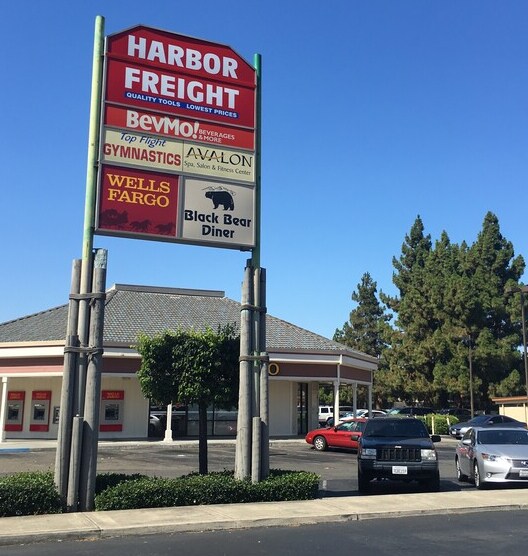 HARBOR
FREIGHT
QUALITY TOOLS LOWEST PRICES
BevMo! BEVERAGES
& MORE
Top Flight
GYMNASTICS
AVALON
Spa, Salon & Fitness Center
WELLS
FARGO
Black Bear
Diner